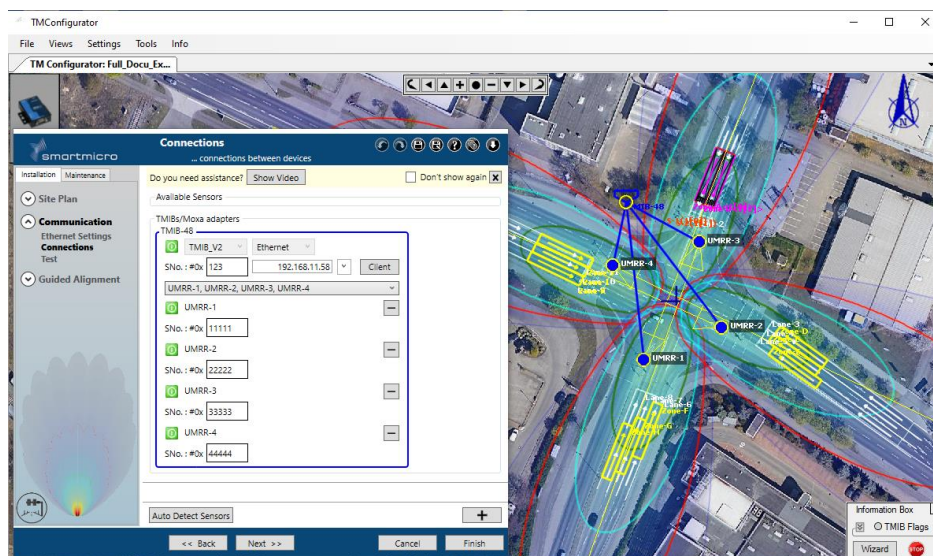 TMConfigurator
File Views Settings Tools Info
TM Configurator: Full_Docu_Ex...
smartmicro
Connections
... connections between devices
Installation Maintenance
Do you need assistance? Show Video Don't show again X
Site Plan
Communication
Ethernet Settings
Connections
Test
Guided Alignment
Available Sensors
TMIBs/Moxa adapters
TMIB-48
TMIB_V2 Ethernet
SNo. : #0x 123 192.168.11.58 Client
UMRR-1, UMRR-2, UMRR-3, UMRR-4
UMRR-1
SNo. : #0x 11111
UMRR-2
SNo. : #0x 22222
UMRR-3
SNo. : #0x 33333
UMRR-4
SNo. : #0x 44444
Auto Detect Sensors
<< Back Next >> Cancel Finish
N
UMRR-3
UMRR-4
UMRR-2
UMRR-1
Lane-3
Zone-F
Zone-G
Information Box
TMIB Flags
Wizard STOP